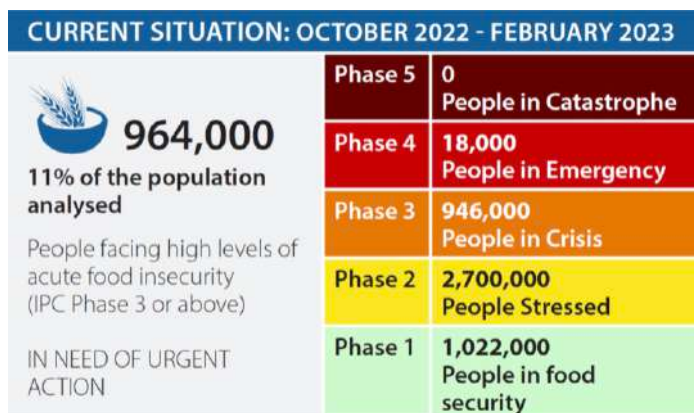 CURRENT SITUATION: OCTOBER 2022 - FEBRUARY 2023
964,000
11% of the population
analysed
People facing high levels of
acute food insecurity
(IPC Phase 3 or above)
IN NEED OF URGENT
ACTION
Phase 5
0
People in Catastrophe
Phase 4
18,000
People in Emergency
Phase 3
946,000
People in Crisis
Phase 2
2,700,000
People Stressed
Phase 1
1,022,000
People in food
security